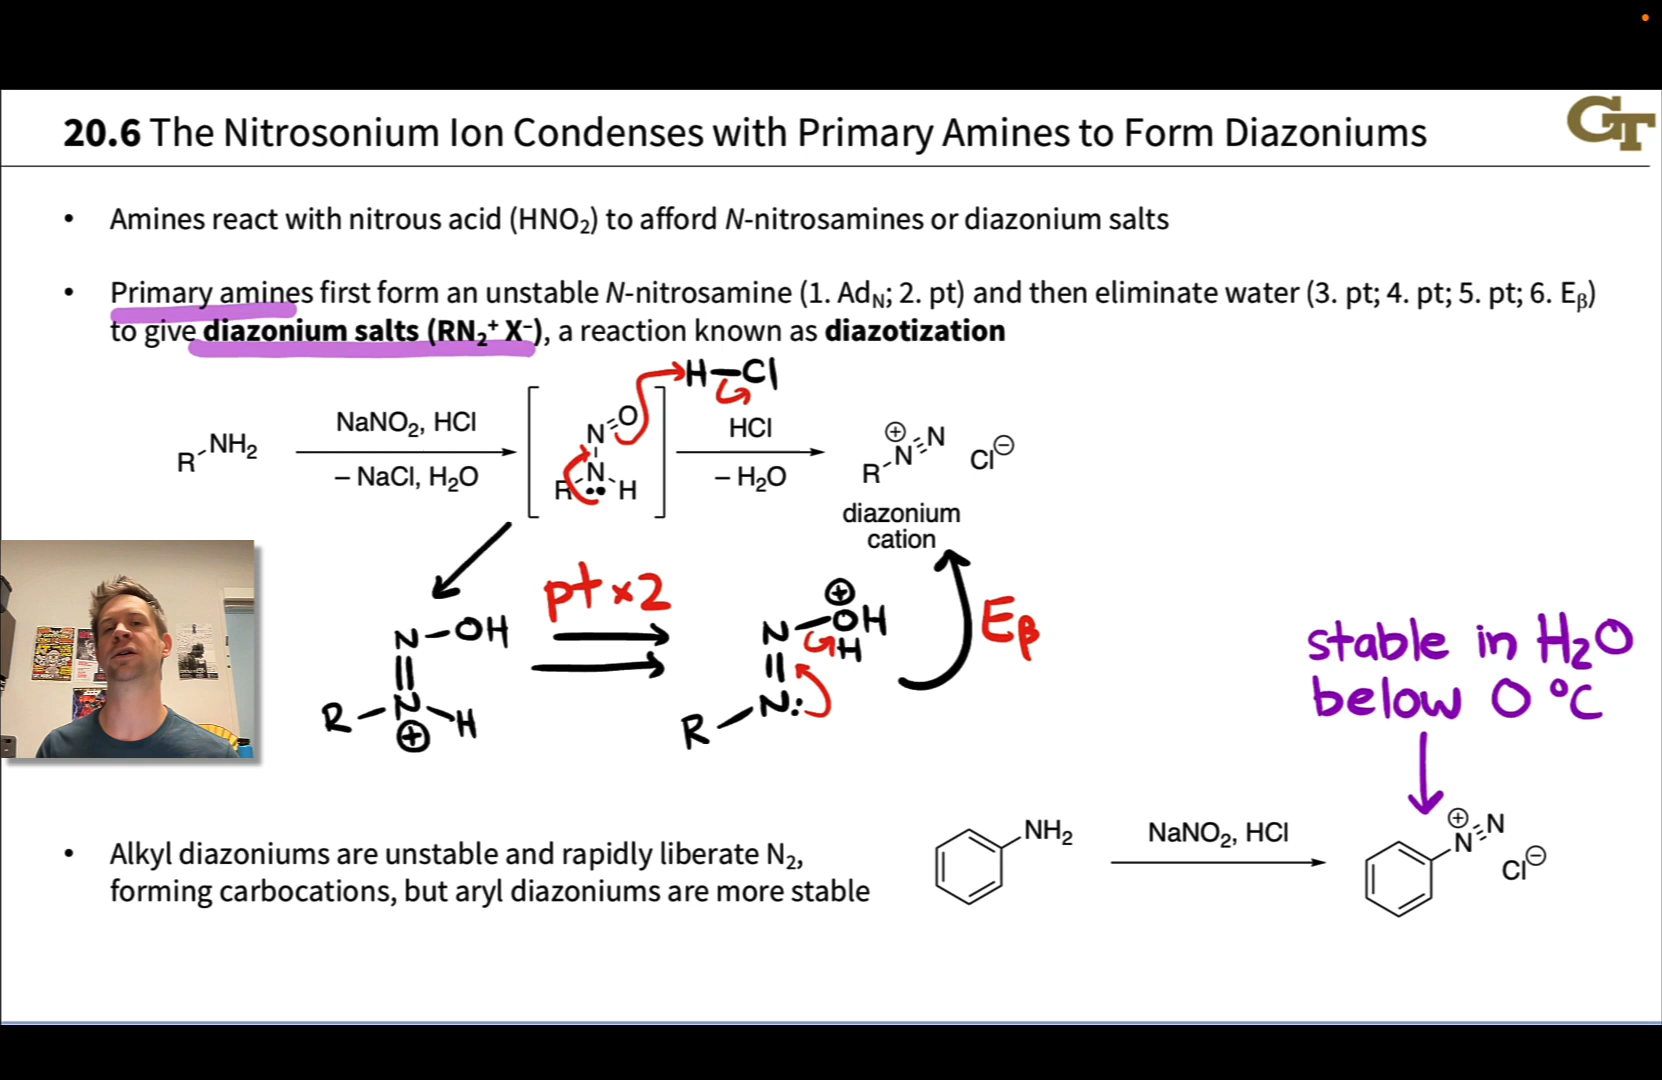 20.6 The Nitrosonium Ion Condenses with Primary Amines to Form Diazoniums
GT
• Amines react with nitrous acid (HNO₂) to afford N-nitrosamines or diazonium salts
• Primary amines first form an unstable N-nitrosamine (1. Ad_N; 2. pt) and then eliminate water (3. pt; 4. pt; 5. pt; 6. E_β)
to give diazonium salts (RN₂⁺ X⁻), a reaction known as diazotization
R-NH₂
NaNO₂, HCl
– NaCl, H₂O
N=O
N
R H
H–Cl
HCl
– H₂O
R-N≡N ⊕
Cl⊖
diazonium
cation
N–OH
R–N–H
⊕
pt ×2
⊕
N–OH
H
R–N:
Eβ
stable in H₂O
below 0 °C
• Alkyl diazoniums are unstable and rapidly liberate N₂,
forming carbocations, but aryl diazoniums are more stable
NH₂
NaNO₂, HCl
⊕
N≡N
Cl⊖